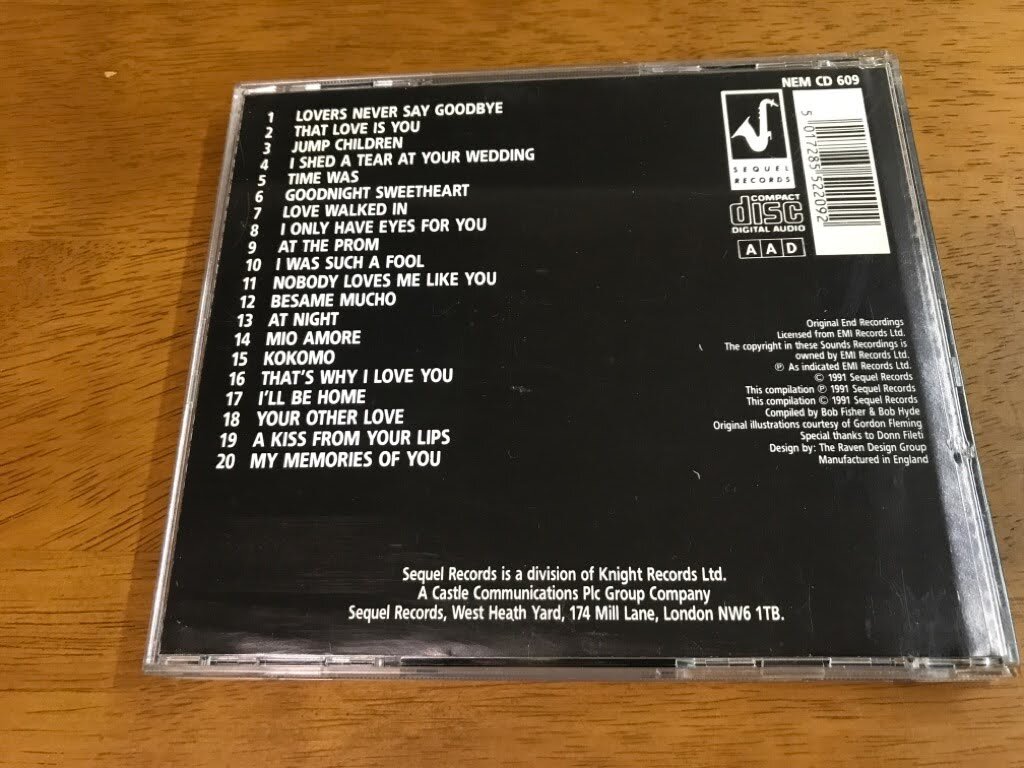 NEM CD 609
1 LOVERS NEVER SAY GOODBYE
2 THAT LOVE IS YOU
3 JUMP CHILDREN
4 I SHED A TEAR AT YOUR WEDDING
5 TIME WAS
6 GOODNIGHT SWEETHEART
7 LOVE WALKED IN
8 I ONLY HAVE EYES FOR YOU
9 AT THE PROM
10 I WAS SUCH A FOOL
11 NOBODY LOVES ME LIKE YOU
12 BESAME MUCHO
13 AT NIGHT
14 MIO AMORE
15 KOKOMO
16 THAT'S WHY I LOVE YOU
17 I'LL BE HOME
18 YOUR OTHER LOVE
19 A KISS FROM YOUR LIPS
20 MY MEMORIES OF YOU
SEQUEL
RECORDS
COMPACT
disc
DIGITAL AUDIO
A A D
5 017285 522092
Original End Recordings
Licensed from EMI Records Ltd.
The copyright in these Sounds Recordings is
owned by EMI Records Ltd.
℗ As indicated EMI Records Ltd.
© 1991 Sequel Records
This compilation ℗ 1991 Sequel Records
This compilation © 1991 Sequel Records
Compiled by Bob Fisher & Bob Hyde
Original illustrations courtesy of Gordon Fleming
Special thanks to Donn Fileti
Design by: The Raven Design Group
Manufactured in England
Sequel Records is a division of Knight Records Ltd.
A Castle Communications Plc Group Company
Sequel Records, West Heath Yard, 174 Mill Lane, London NW6 1TB.